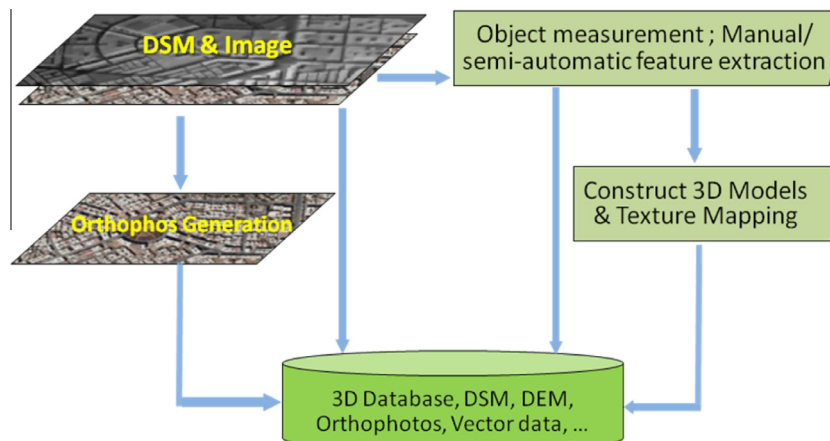 DSM & Image
Object measurement ; Manual/
semi-automatic feature extraction
Orthophos Generation
Construct 3D Models
& Texture Mapping
3D Database, DSM, DEM,
Orthophotos, Vector data, ...